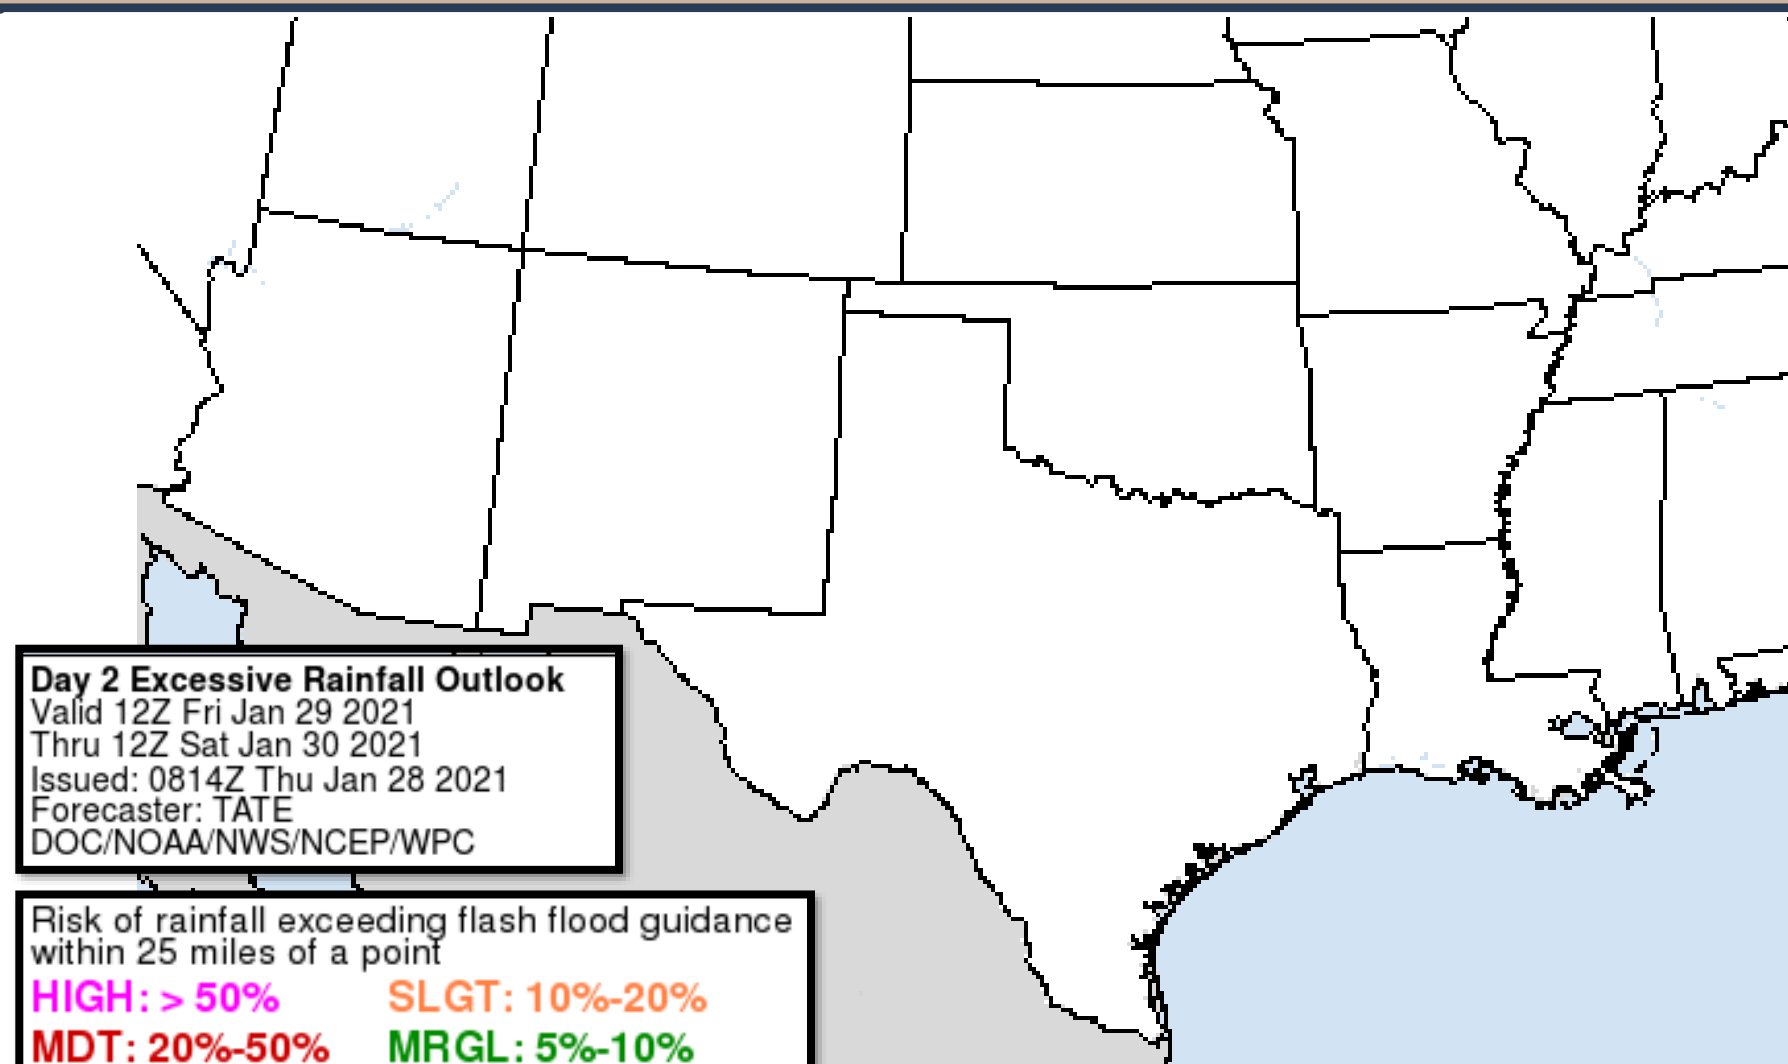 Day 2 Excessive Rainfall Outlook
Valid 12Z Fri Jan 29 2021
Thru 12Z Sat Jan 30 2021
Issued: 0814Z Thu Jan 28 2021
Forecaster: TATE
DOC/NOAA/NWS/NCEP/WPC
Risk of rainfall exceeding flash flood guidance
within 25 miles of a point
HIGH: > 50% SLGT: 10%-20%
MDT: 20%-50% MRGL: 5%-10%